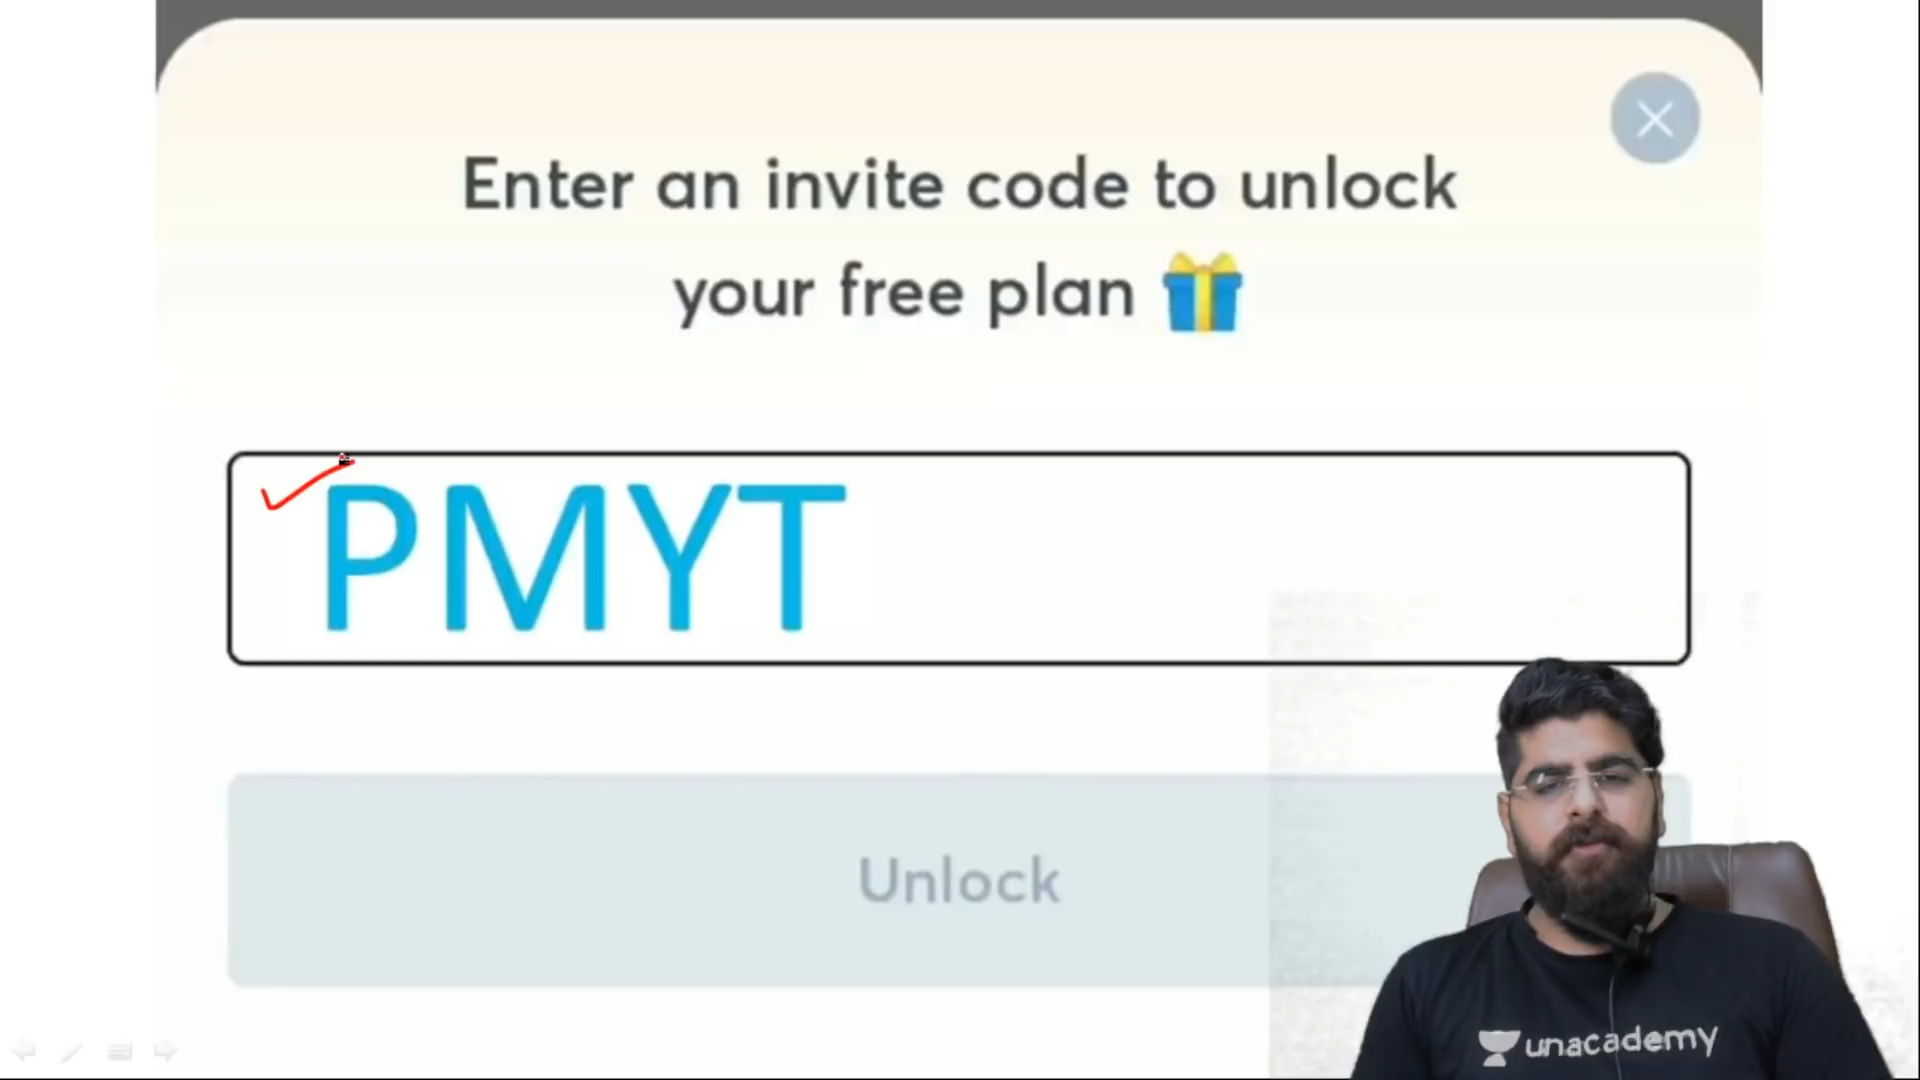 Enter an invite code to unlock
your free plan 🎁
PMYT
Unlock
unacademy